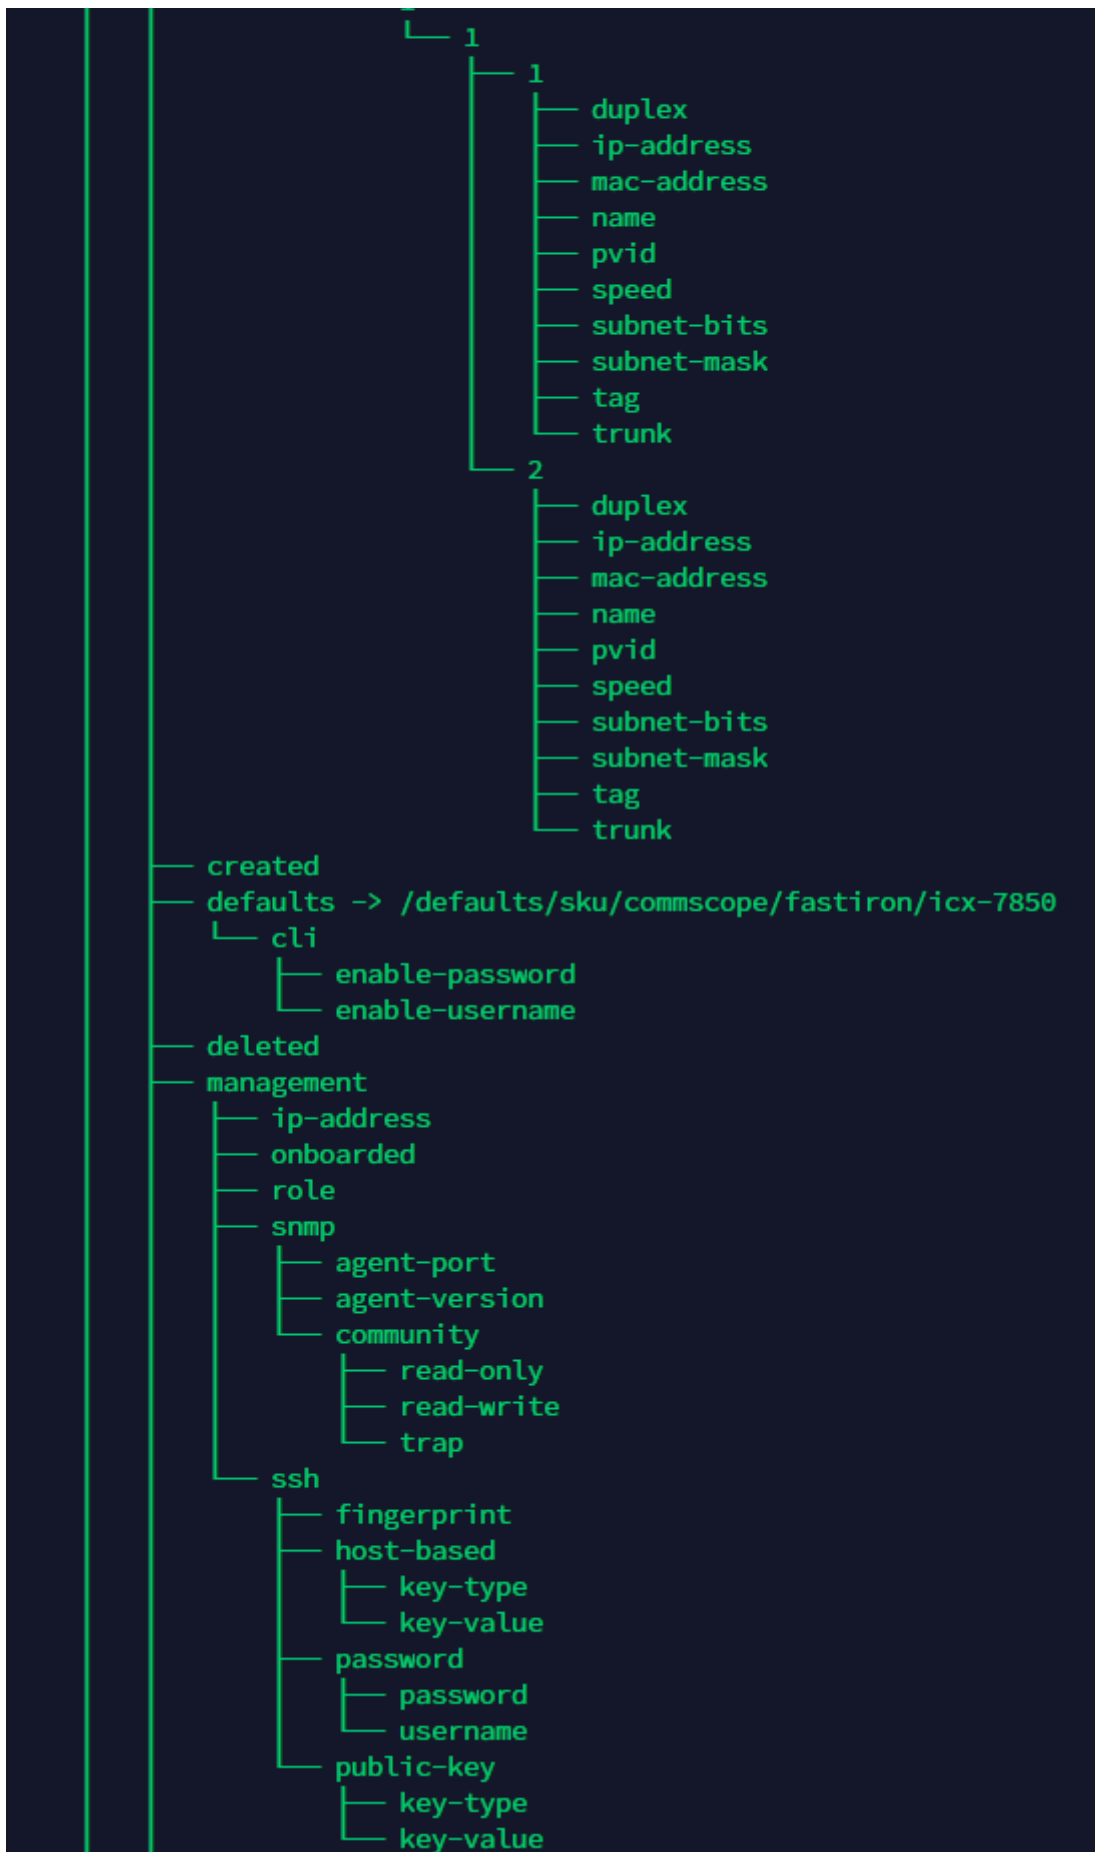 └── 1
├── 1
├── duplex
├── ip-address
├── mac-address
├── name
├── pvid
├── speed
├── subnet-bits
├── subnet-mask
├── tag
└── trunk
└── 2
├── duplex
├── ip-address
├── mac-address
├── name
├── pvid
├── speed
├── subnet-bits
├── subnet-mask
├── tag
└── trunk
├── created
├── defaults -> /defaults/sku/commscope/fastiron/icx-7850
└── cli
├── enable-password
└── enable-username
├── deleted
├── management
├── ip-address
├── onboarded
├── role
├── snmp
├── agent-port
├── agent-version
└── community
├── read-only
├── read-write
└── trap
└── ssh
├── fingerprint
├── host-based
├── key-type
└── key-value
├── password
├── password
└── username
└── public-key
├── key-type
└── key-value